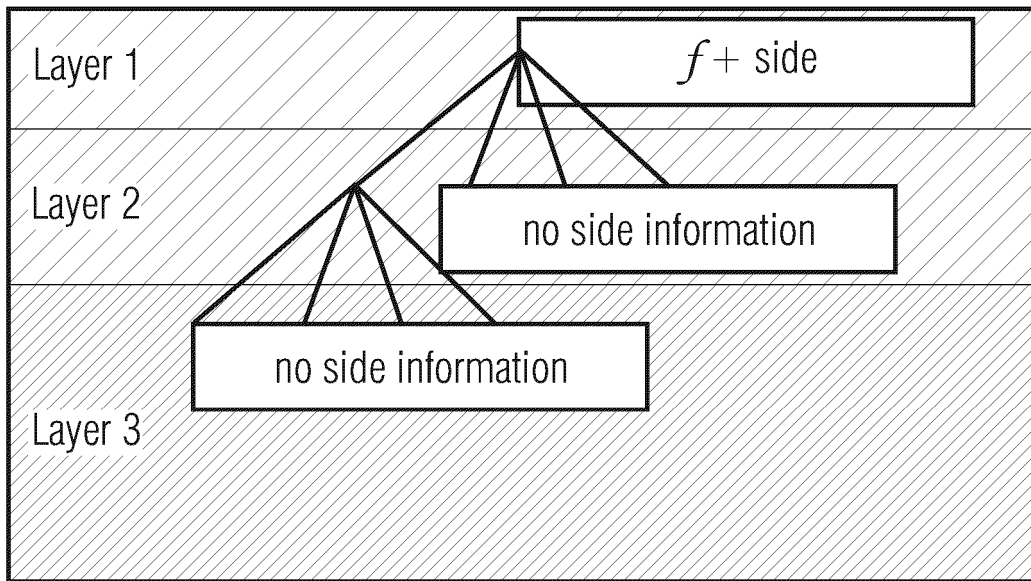 Layer 1
f + side
Layer 2
no side information
no side information
Layer 3